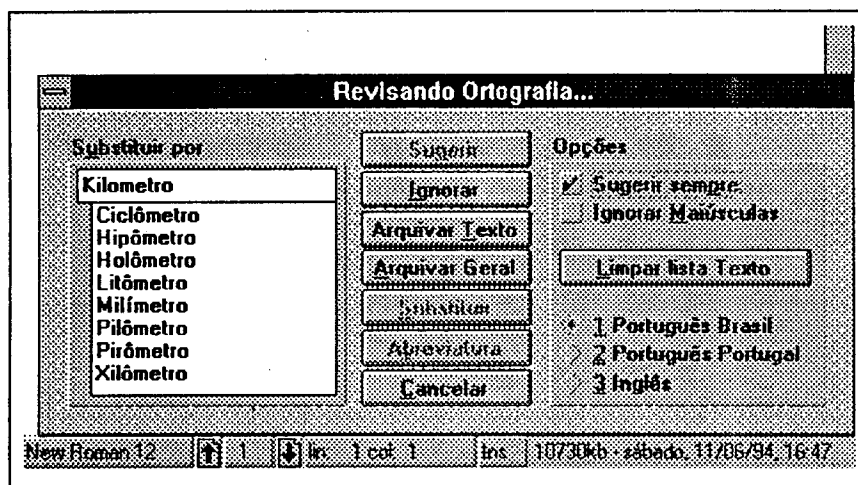 Revisando Ortografia...
Substituir por
Kilometro
Ciclômetro
Hipômetro
Holômetro
Litômetro
Milímetro
Pilômetro
Pirômetro
Xilômetro
Sugerir
Ignorar
Arquivar Texto
Arquivar Geral
Substituir
Abreviatura
Cancelar
Opções
Sugerir sempre
Ignorar Maiúsculas
Limpar lista Texto
1 Português Brasil
2 Português Portugal
3 Inglês
New Roman 12 1 lin. 1 col. 1 Ins 10730kb - sábado, 11/06/94, 16:47